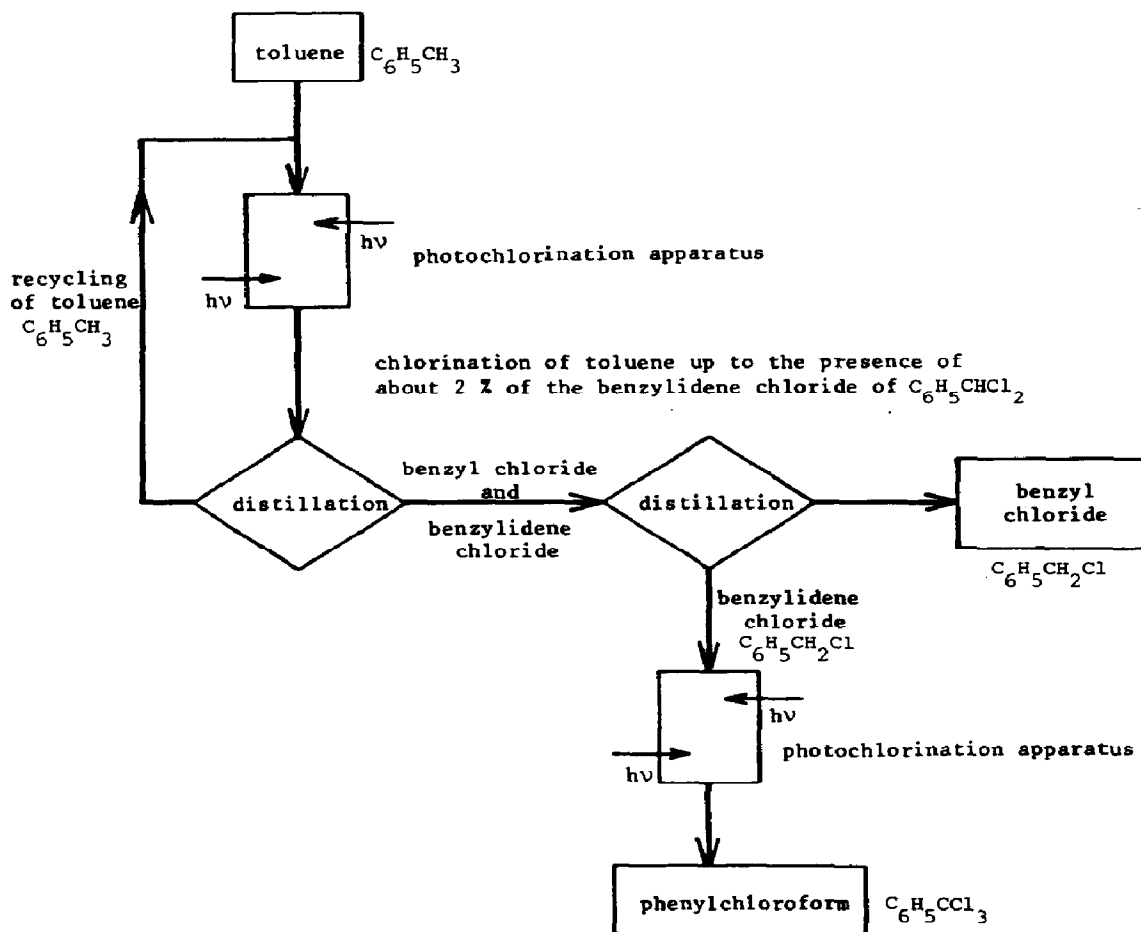 toluene
C₆H₅CH₃
hν
hν
photochlorination apparatus
recycling
of toluene
C₆H₅CH₃
chlorination of toluene up to the presence of
about 2 % of the benzylidene chloride of C₆H₅CHCl₂
distillation
benzyl chloride
and
benzylidene
chloride
distillation
benzyl
chloride
C₆H₅CH₂Cl
benzylidene
chloride
C₆H₅CH₂Cl
hν
hν
photochlorination apparatus
phenylchloroform
C₆H₅CCl₃